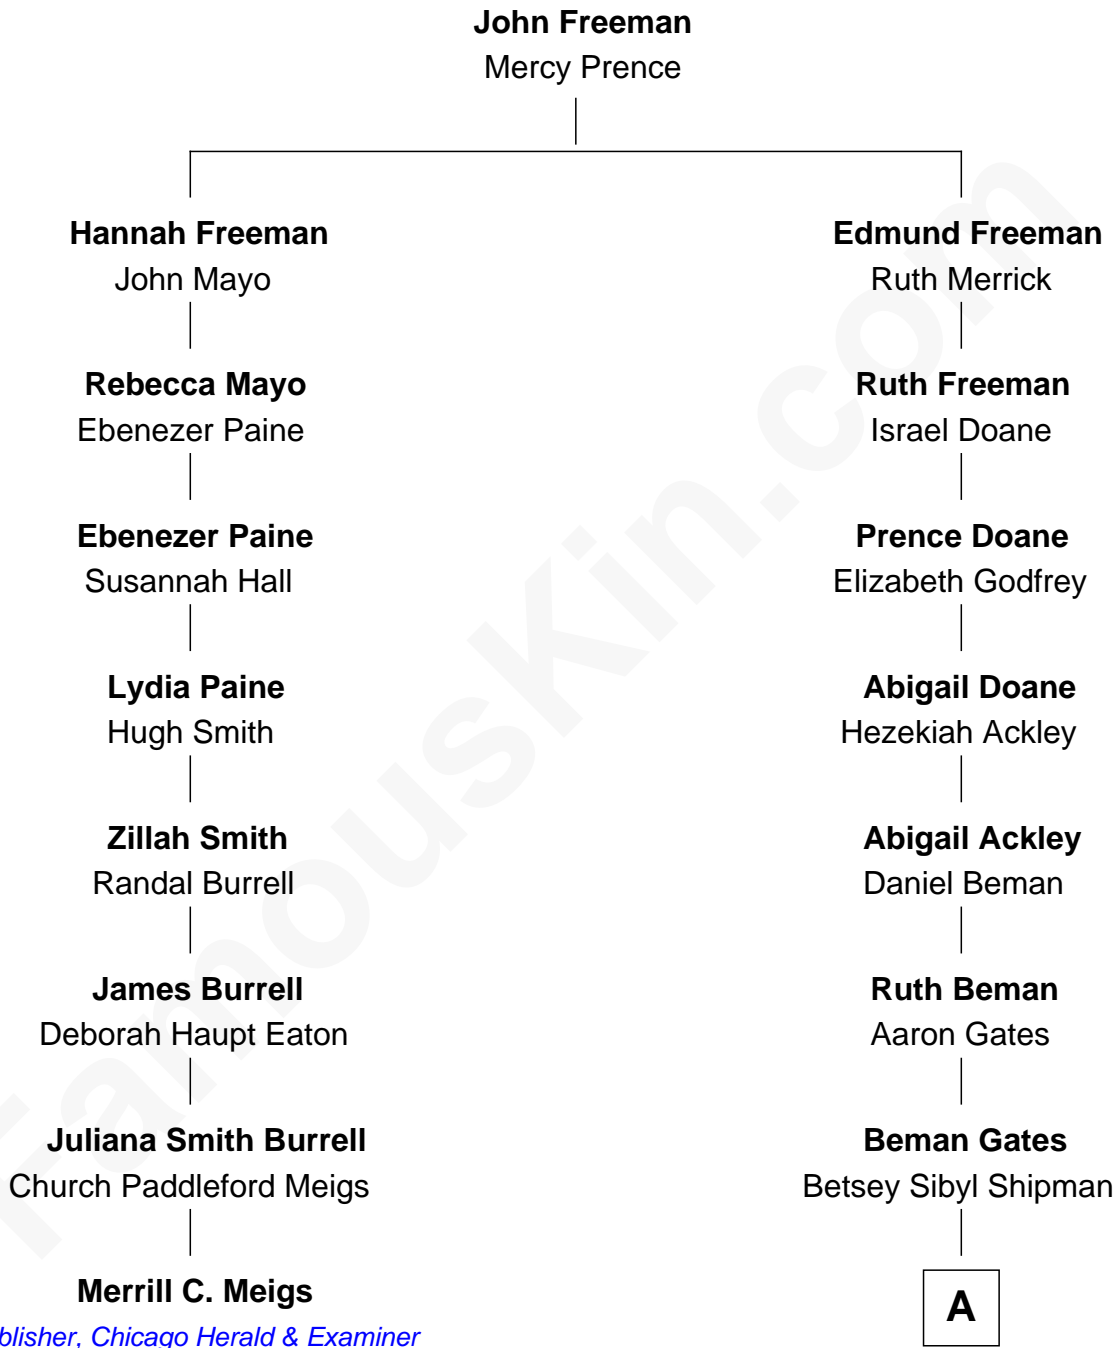 John Freeman
Mercy Prence
Hannah Freeman
John Mayo
Edmund Freeman
Ruth Merrick
Rebecca Mayo
Ebenezer Paine
Ruth Freeman
Israel Doane
Ebenezer Paine
Susannah Hall
Prence Doane
Elizabeth Godfrey
Lydia Paine
Hugh Smith
Abigail Doane
Hezekiah Ackley
Zillah Smith
Randal Burrell
Abigail Ackley
Daniel Beman
James Burrell
Deborah Haupt Eaton
Ruth Beman
Aaron Gates
Juliana Smith Burrell
Church Paddleford Meigs
Beman Gates
Betsey Sibyl Shipman
Merrill C. Meigs
blisher, Chicago Herald & Examiner
A
FamousKin.com